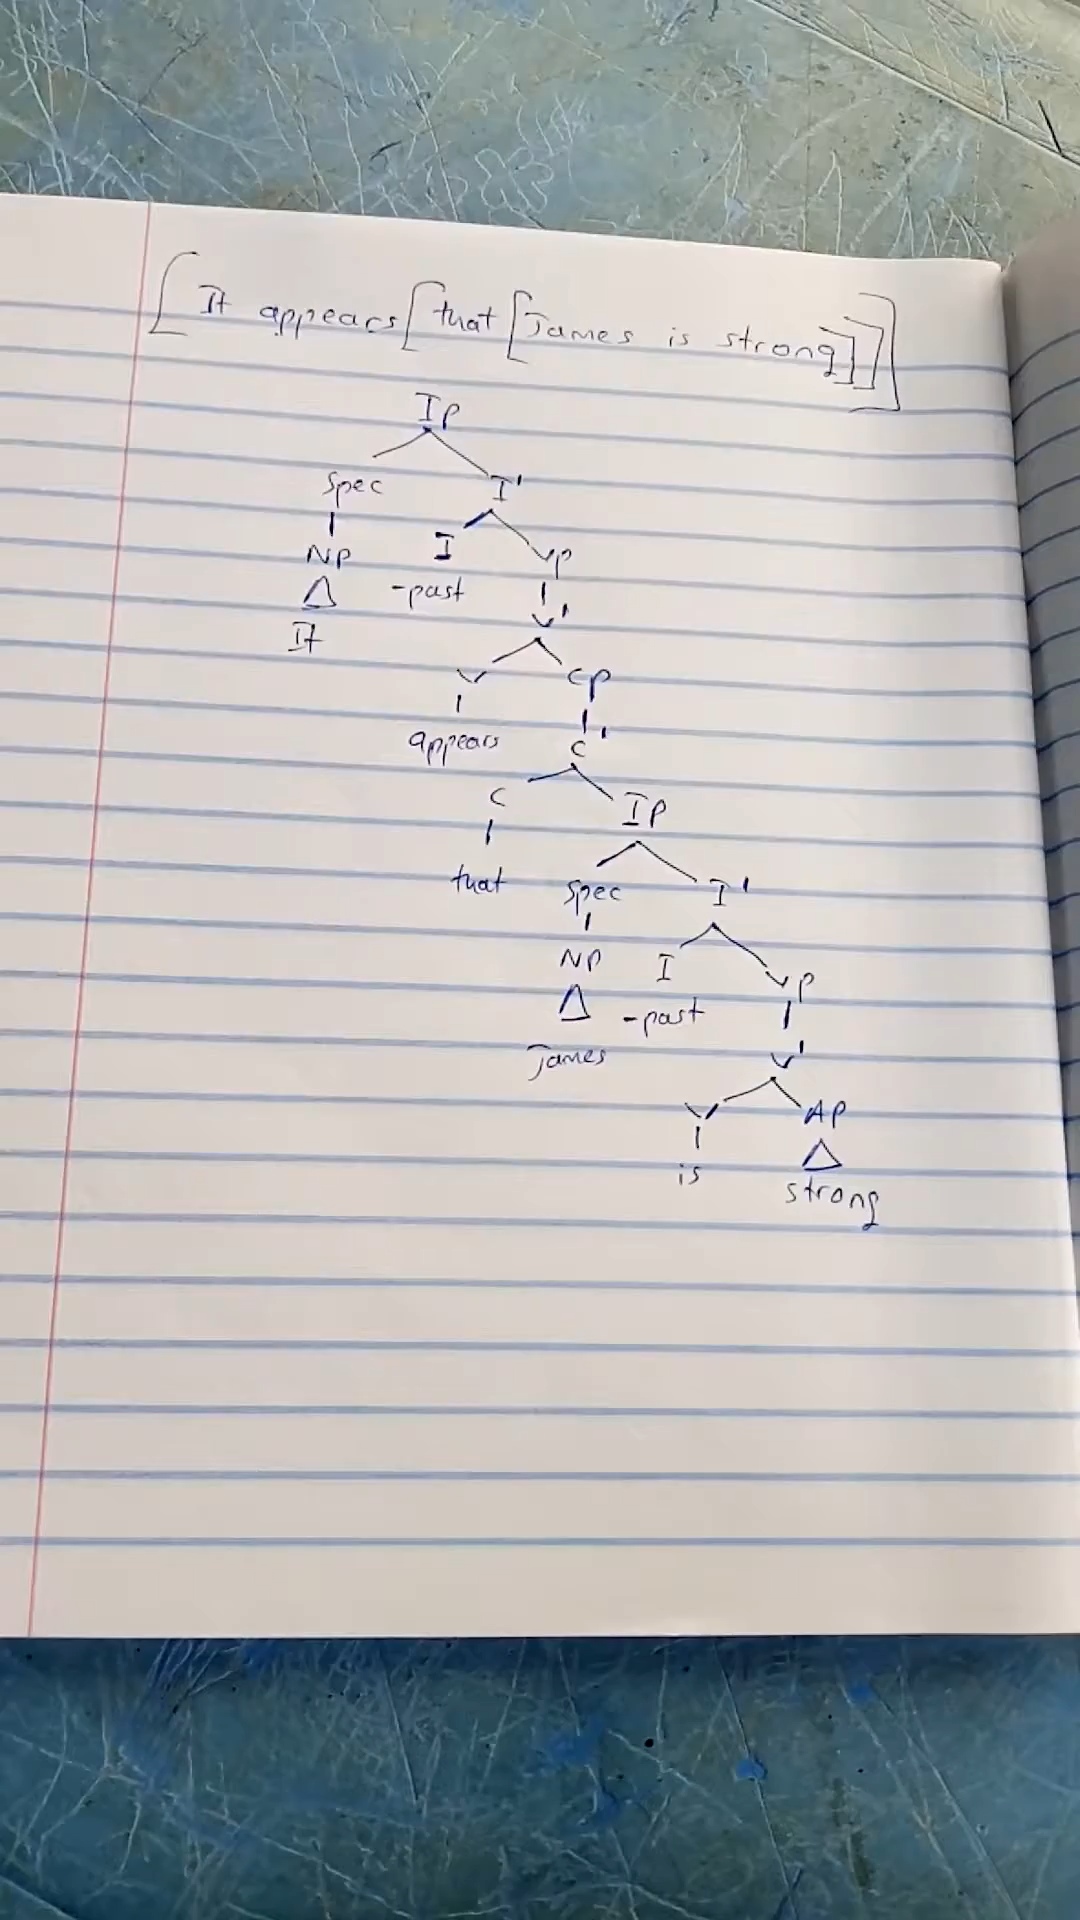 [It appears [that [James is strong]]]
IP
Spec I'
NP I VP
It -past V'
V CP
appears C'
C IP
that Spec I'
NP I VP
James -past V'
V AP
is strong